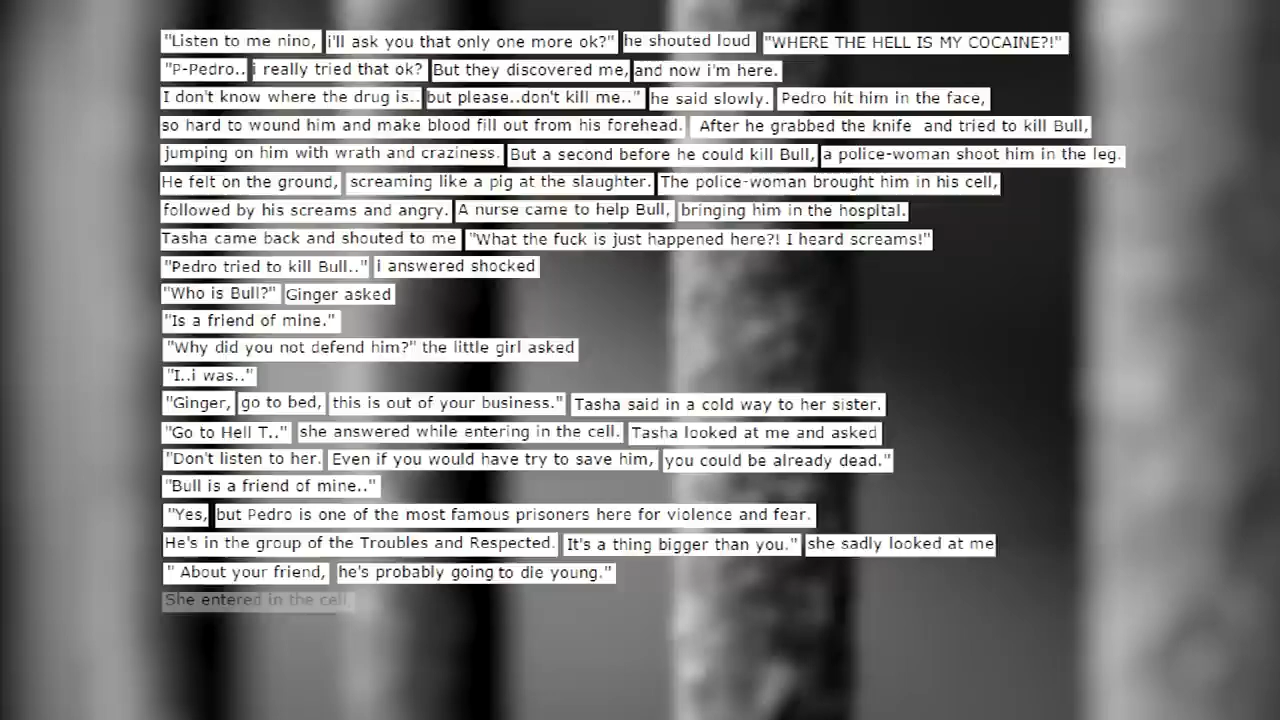 "Listen to me nino, i'll ask you that only one more ok?" he shouted loud "WHERE THE HELL IS MY COCAINE?!"
"P-Pedro.. i really tried that ok? But they discovered me, and now i'm here.
I don't know where the drug is.. but please..don't kill me.." he said slowly. Pedro hit him in the face,
so hard to wound him and make blood fill out from his forehead. After he grabbed the knife and tried to kill Bull,
jumping on him with wrath and craziness. But a second before he could kill Bull, a police-woman shoot him in the leg.
He felt on the ground, screaming like a pig at the slaughter. The police-woman brought him in his cell,
followed by his screams and angry. A nurse came to help Bull, bringing him in the hospital.
Tasha came back and shouted to me "What the fuck is just happened here?! I heard screams!"
"Pedro tried to kill Bull.." i answered shocked
"Who is Bull?" Ginger asked
"Is a friend of mine."
"Why did you not defend him?" the little girl asked
"I..i was.."
"Ginger, go to bed, this is out of your business." Tasha said in a cold way to her sister.
"Go to Hell T.." she answered while entering in the cell. Tasha looked at me and asked
"Don't listen to her. Even if you would have try to save him, you could be already dead."
"Bull is a friend of mine.."
"Yes, but Pedro is one of the most famous prisoners here for violence and fear.
He's in the group of the Troubles and Respected. It's a thing bigger than you." she sadly looked at me
" About your friend, he's probably going to die young."
She entered in the cell